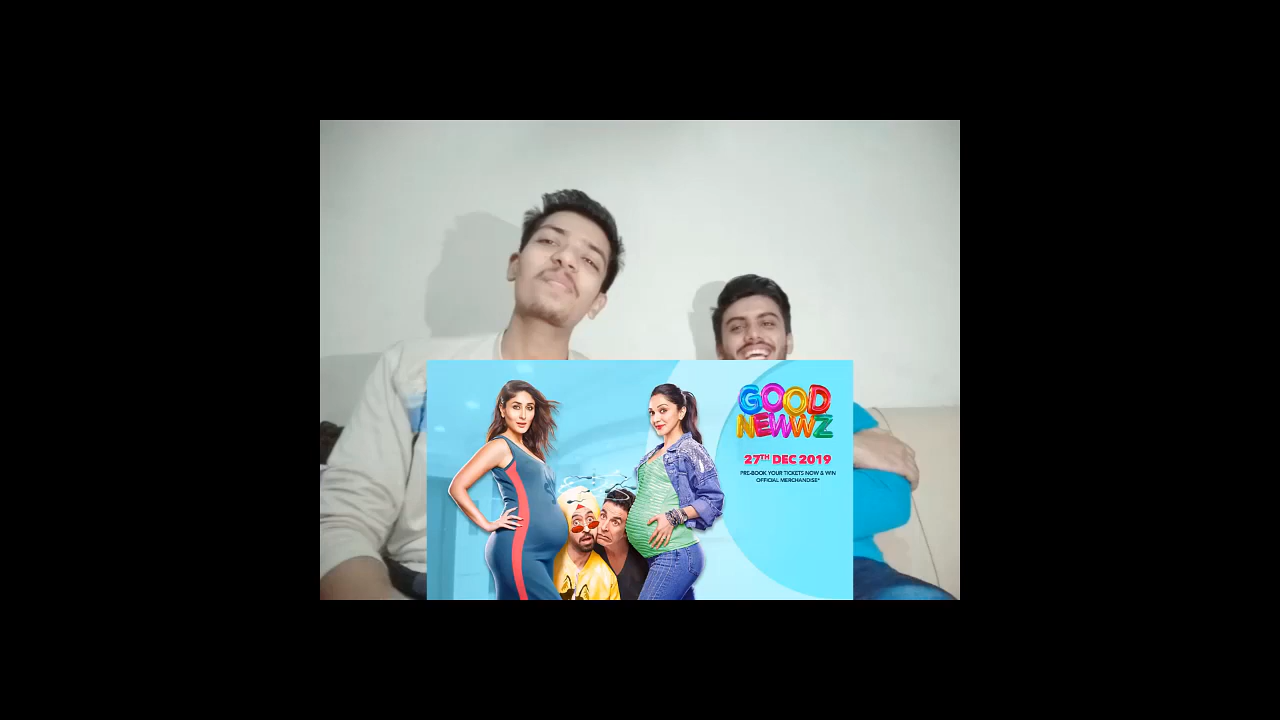 GOOD
NEWWZ
27TH DEC 2019
PRE-BOOK YOUR TICKETS NOW & WIN
OFFICIAL MERCHANDISE*